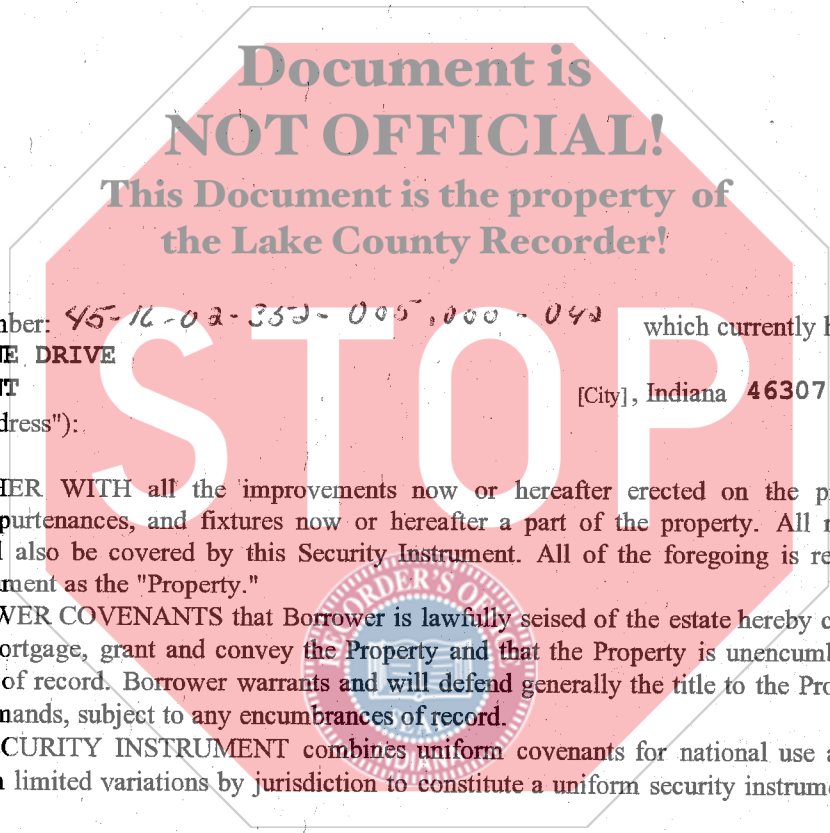 Document is
NOT OFFICIAL!
This Document is the property of
the Lake County Recorder!
STOP
nber: 45-16-02-352-005.000-042 which currently h
E DRIVE
NT
[City], Indiana 46307
dress"):
HER WITH all the improvements now or hereafter erected on the p
purtenances, and fixtures now or hereafter a part of the property. All r
l also be covered by this Security Instrument. All of the foregoing is re
ment as the "Property."
WER COVENANTS that Borrower is lawfully seised of the estate hereby c
ortgage, grant and convey the Property and that the Property is unencumb
of record. Borrower warrants and will defend generally the title to the Pro
mands, subject to any encumbrances of record.
CURITY INSTRUMENT combines uniform covenants for national use a
limited variations by jurisdiction to constitute a uniform security instrume
RECORDER'S OF